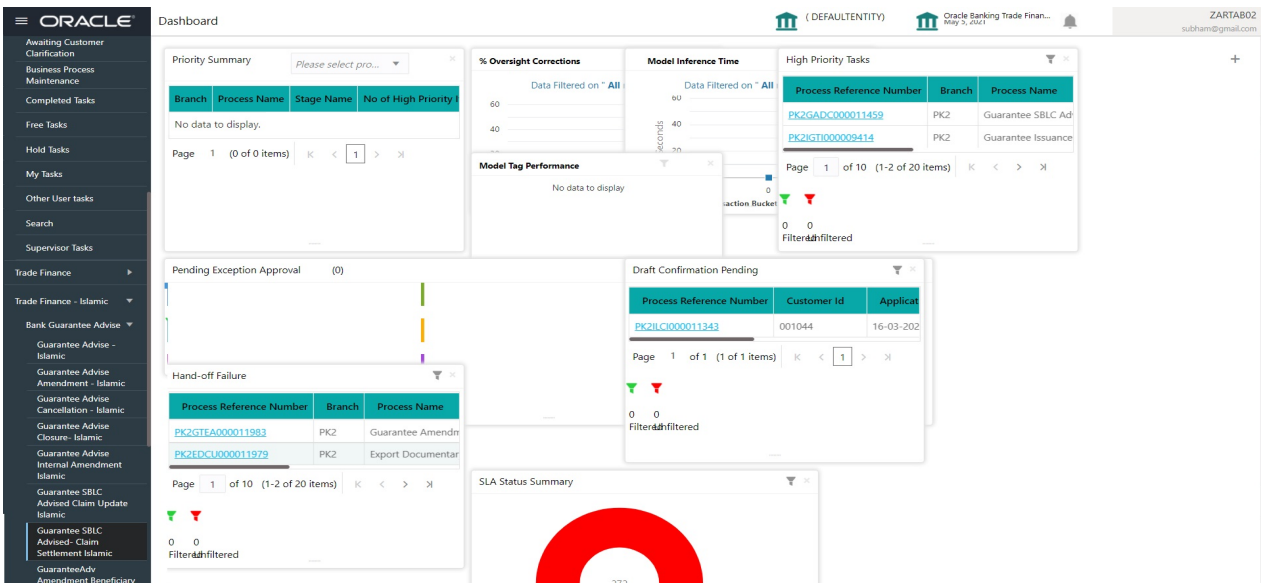 ORACLE
Dashboard
( DEFAULTENTITY)
Oracle Banking Trade Finan...
May 5, 2021
ZARTAB02
subham@gmail.com
Awaiting Customer
Clarification
Business Process
Maintenance
Completed Tasks
Free Tasks
Hold Tasks
My Tasks
Other User tasks
Search
Supervisor Tasks
Trade Finance
Trade Finance - Islamic
Bank Guarantee Advise
Guarantee Advise -
Islamic
Guarantee Advise
Amendment - Islamic
Guarantee Advise
Cancellation - Islamic
Guarantee Advise
Closure- Islamic
Guarantee Advise
Internal Amendment
Islamic
Guarantee SBLC
Advised Claim Update
Islamic
Guarantee SBLC
Advised- Claim
Settlement Islamic
GuaranteeAdv
Amendment Beneficiary
Priority Summary
Please select pro...
Branch Process Name Stage Name No of High Priority
No data to display.
Page 1 (0 of 0 items) 1
% Oversight Corrections
Data Filtered on " All
60
40
Model Inference Time
Data Filtered on " All
60
40
20
0
Model Tag Performance
No data to display
High Priority Tasks
Process Reference Number Branch Process Name
PK2GADC000011459 PK2 Guarantee SBLC Ad
PK2IGTI000009414 PK2 Guarantee Issuance
Page 1 of 10 (1-2 of 20 items)
0 0
Filtered Unfiltered
Pending Exception Approval (0)
Draft Confirmation Pending
Process Reference Number Customer Id Applicat
PK2ILCI000011343 001044 16-03-202
Page 1 of 1 (1 of 1 items) 1
0 0
Filtered Unfiltered
Hand-off Failure
Process Reference Number Branch Process Name
PK2GTEA000011983 PK2 Guarantee Amendm
PK2EDCU000011979 PK2 Export Documentar
Page 1 of 10 (1-2 of 20 items)
0 0
Filtered Unfiltered
SLA Status Summary